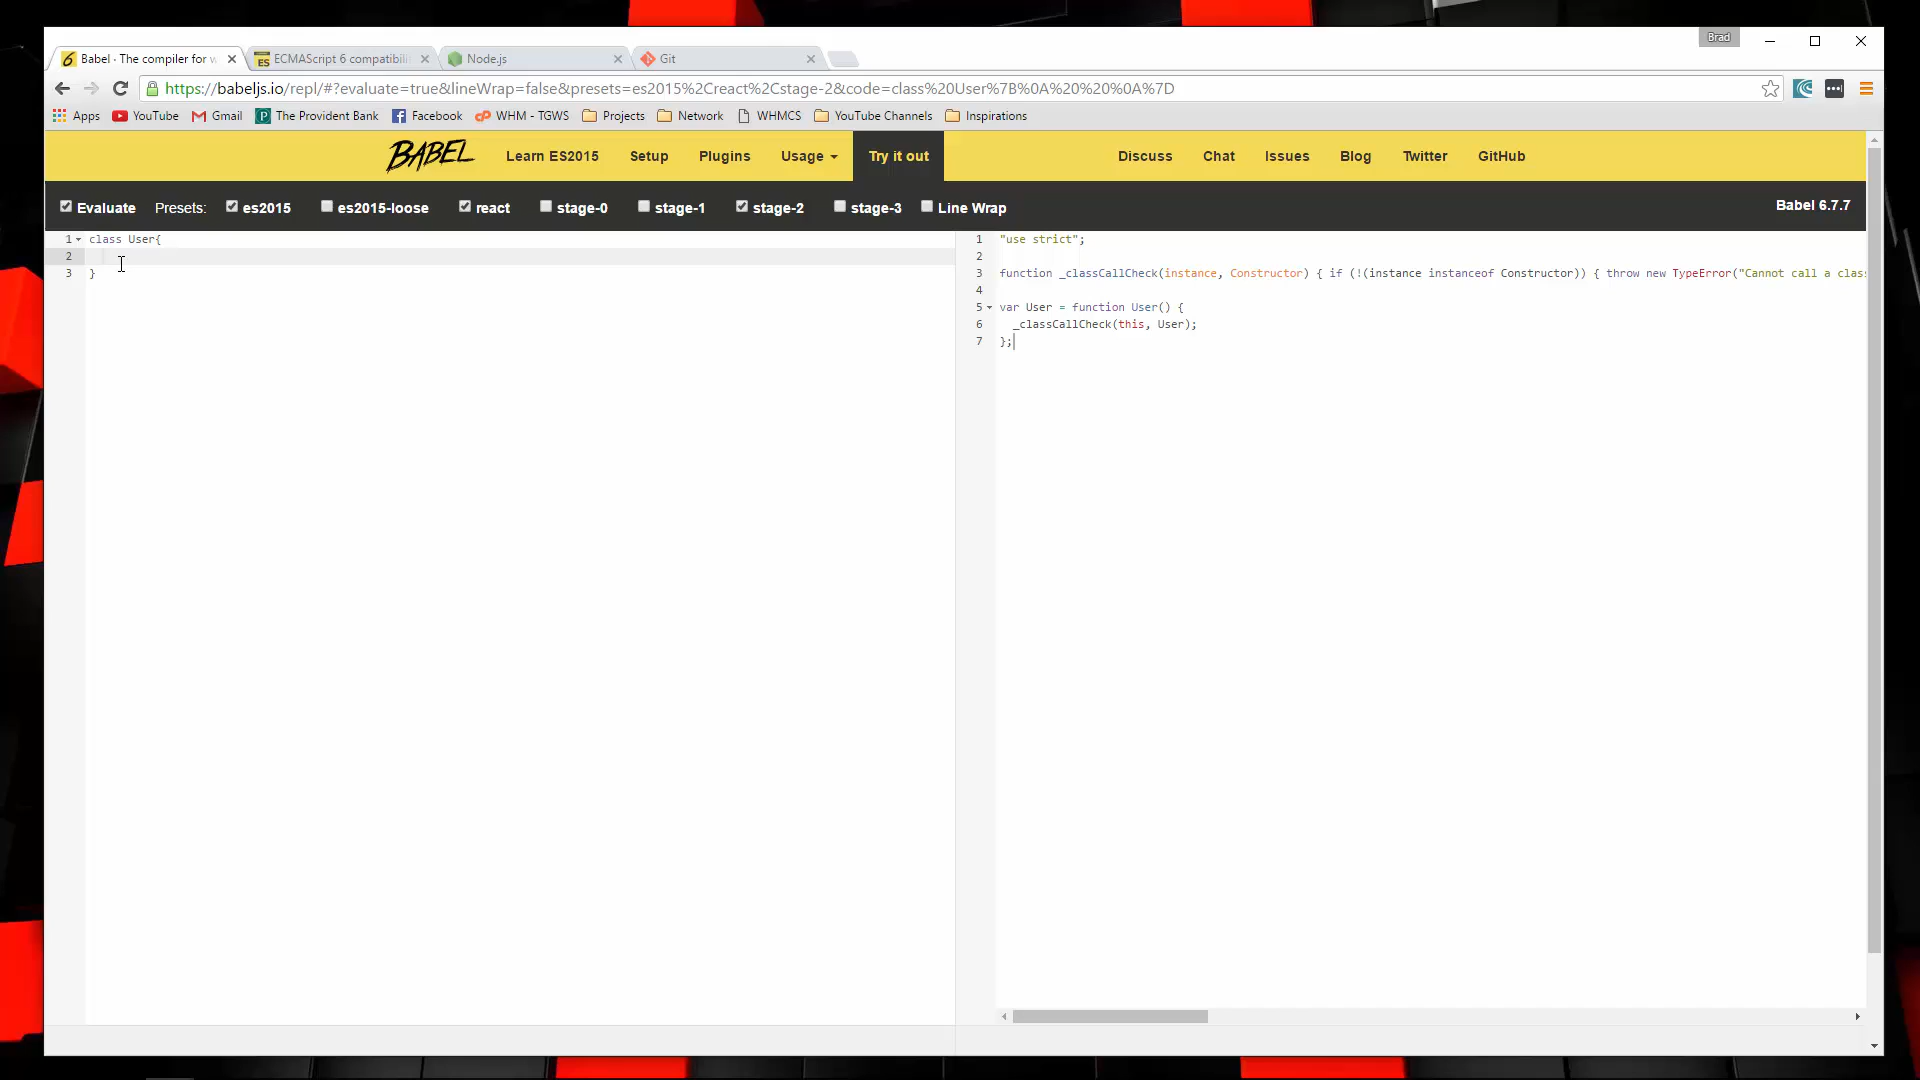 Brad
Babel - The compiler for w
ECMAScript 6 compatibili
Node.js
Git
https://babeljs.io/repl/#?evaluate=true&lineWrap=false&presets=es2015%2Creact%2Cstage-2&code=class%20User%7B%0A%20%20%0A%7D
Apps YouTube Gmail The Provident Bank Facebook WHM - TGWS Projects Network WHMCS YouTube Channels Inspirations
BABEL Learn ES2015 Setup Plugins Usage Try it out Discuss Chat Issues Blog Twitter GitHub
Evaluate Presets: es2015 es2015-loose react stage-0 stage-1 stage-2 stage-3 Line Wrap Babel 6.7.7
1 class User{
2
3 }
1 "use strict";
2
3 function _classCallCheck(instance, Constructor) { if (!(instance instanceof Constructor)) { throw new TypeError("Cannot call a clas
4
5 var User = function User() {
6 _classCallCheck(this, User);
7 };